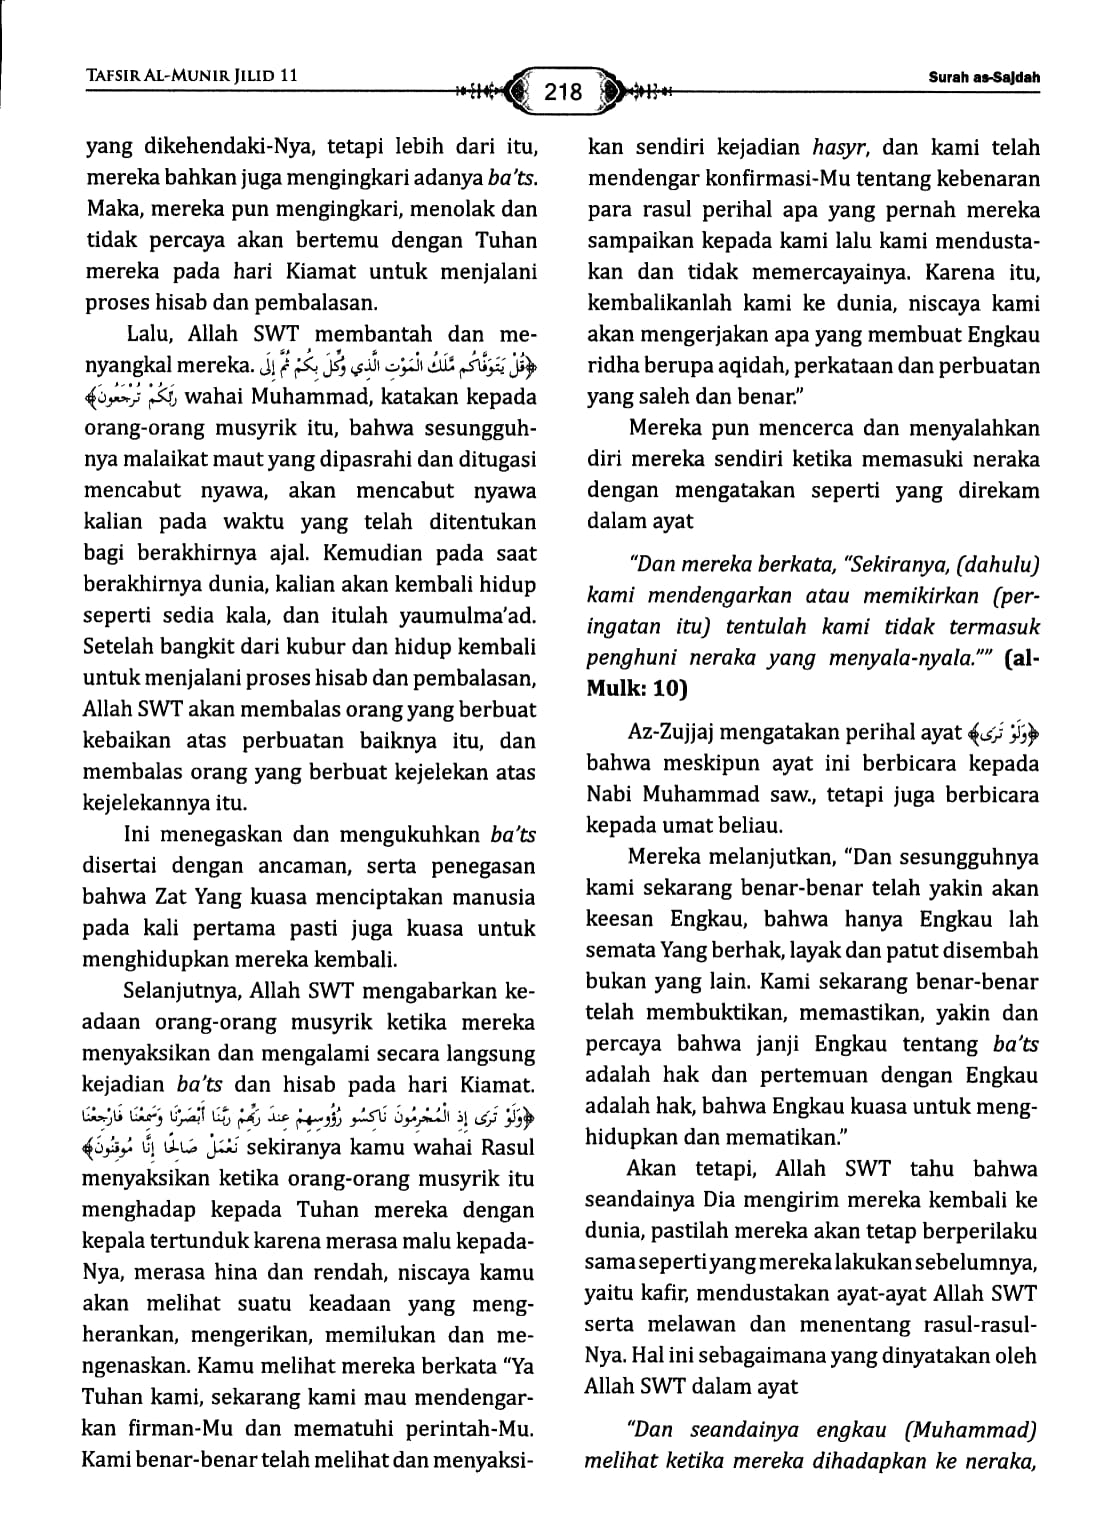 TAFSIR AL-MUNIR JILID 11
218
Surah as-Sajdah
yang dikehendaki-Nya, tetapi lebih dari itu,
mereka bahkan juga mengingkari adanya ba’ts.
Maka, mereka pun mengingkari, menolak dan
tidak percaya akan bertemu dengan Tuhan
mereka pada hari Kiamat untuk menjalani
proses hisab dan pembalasan.
Lalu, Allah SWT membantah dan me-
nyangkal mereka. ﴿قُلْ يَتَوَفَّاكُم مَّلَكُ الْمَوْتِ الَّذِي وُكِّلَ بِكُمْ ثُمَّ إِلَى
رَبِّكُمْ تُرْجَعُونَ﴾ wahai Muhammad, katakan kepada
orang-orang musyrik itu, bahwa sesungguh-
nya malaikat maut yang dipasrahi dan ditugasi
mencabut nyawa, akan mencabut nyawa
kalian pada waktu yang telah ditentukan
bagi berakhirnya ajal. Kemudian pada saat
berakhirnya dunia, kalian akan kembali hidup
seperti sedia kala, dan itulah yaumulma’ad.
Setelah bangkit dari kubur dan hidup kembali
untuk menjalani proses hisab dan pembalasan,
Allah SWT akan membalas orang yang berbuat
kebaikan atas perbuatan baiknya itu, dan
membalas orang yang berbuat kejelekan atas
kejelekannya itu.
Ini menegaskan dan mengukuhkan ba’ts
disertai dengan ancaman, serta penegasan
bahwa Zat Yang kuasa menciptakan manusia
pada kali pertama pasti juga kuasa untuk
menghidupkan mereka kembali.
Selanjutnya, Allah SWT mengabarkan ke-
adaan orang-orang musyrik ketika mereka
menyaksikan dan mengalami secara langsung
kejadian ba’ts dan hisab pada hari Kiamat.
﴿وَلَوْ تَرَى إِذِ الْمُجْرِمُونَ نَاكِسُو رُؤُوسِهِمْ عِندَ رَبِّهِمْ رَبَّنَا أَبْصَرْنَا وَسَمِعْنَا فَارْجِعْنَا
نَعْمَلْ صَالِحًا إِنَّا مُوقِنُونَ﴾ sekiranya kamu wahai Rasul
menyaksikan ketika orang-orang musyrik itu
menghadap kepada Tuhan mereka dengan
kepala tertunduk karena merasa malu kepada-
Nya, merasa hina dan rendah, niscaya kamu
akan melihat suatu keadaan yang meng-
herankan, mengerikan, memilukan dan me-
ngenaskan. Kamu melihat mereka berkata “Ya
Tuhan kami, sekarang kami mau mendengar-
kan firman-Mu dan mematuhi perintah-Mu.
Kami benar-benar telah melihat dan menyaksi-
kan sendiri kejadian hasyr, dan kami telah
mendengar konfirmasi-Mu tentang kebenaran
para rasul perihal apa yang pernah mereka
sampaikan kepada kami lalu kami mendusta-
kan dan tidak memercayainya. Karena itu,
kembalikanlah kami ke dunia, niscaya kami
akan mengerjakan apa yang membuat Engkau
ridha berupa aqidah, perkataan dan perbuatan
yang saleh dan benar.”
Mereka pun mencerca dan menyalahkan
diri mereka sendiri ketika memasuki neraka
dengan mengatakan seperti yang direkam
dalam ayat
“Dan mereka berkata, “Sekiranya, (dahulu)
kami mendengarkan atau memikirkan (per-
ingatan itu) tentulah kami tidak termasuk
penghuni neraka yang menyala-nyala.”” (al-
Mulk: 10)
Az-Zujjaj mengatakan perihal ayat ﴿وَلَوْ تَرَى﴾
bahwa meskipun ayat ini berbicara kepada
Nabi Muhammad saw., tetapi juga berbicara
kepada umat beliau.
Mereka melanjutkan, “Dan sesungguhnya
kami sekarang benar-benar telah yakin akan
keesan Engkau, bahwa hanya Engkau lah
semata Yang berhak, layak dan patut disembah
bukan yang lain. Kami sekarang benar-benar
telah membuktikan, memastikan, yakin dan
percaya bahwa janji Engkau tentang ba’ts
adalah hak dan pertemuan dengan Engkau
adalah hak, bahwa Engkau kuasa untuk meng-
hidupkan dan mematikan.”
Akan tetapi, Allah SWT tahu bahwa
seandainya Dia mengirim mereka kembali ke
dunia, pastilah mereka akan tetap berperilaku
sama seperti yang mereka lakukan sebelumnya,
yaitu kafir, mendustakan ayat-ayat Allah SWT
serta melawan dan menentang rasul-rasul-
Nya. Hal ini sebagaimana yang dinyatakan oleh
Allah SWT dalam ayat
“Dan seandainya engkau (Muhammad)
melihat ketika mereka dihadapkan ke neraka,